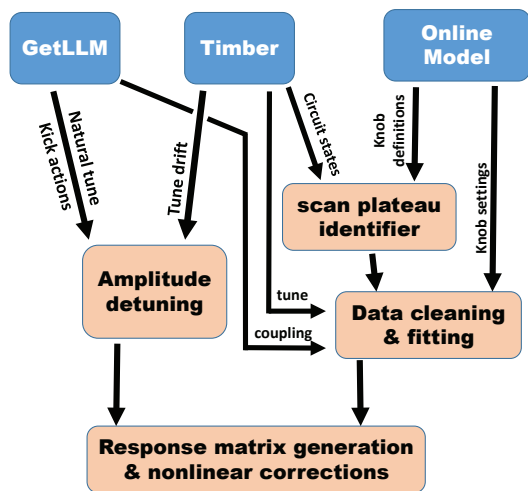 GetLLM
Timber
Online
Model
Natural tune
Kick actions
Tune drift
Circuit states
Knob
definitions
Knob settings
scan plateau
identifier
Amplitude
detuning
tune
coupling
Data cleaning
& fitting
Response matrix generation
& nonlinear corrections